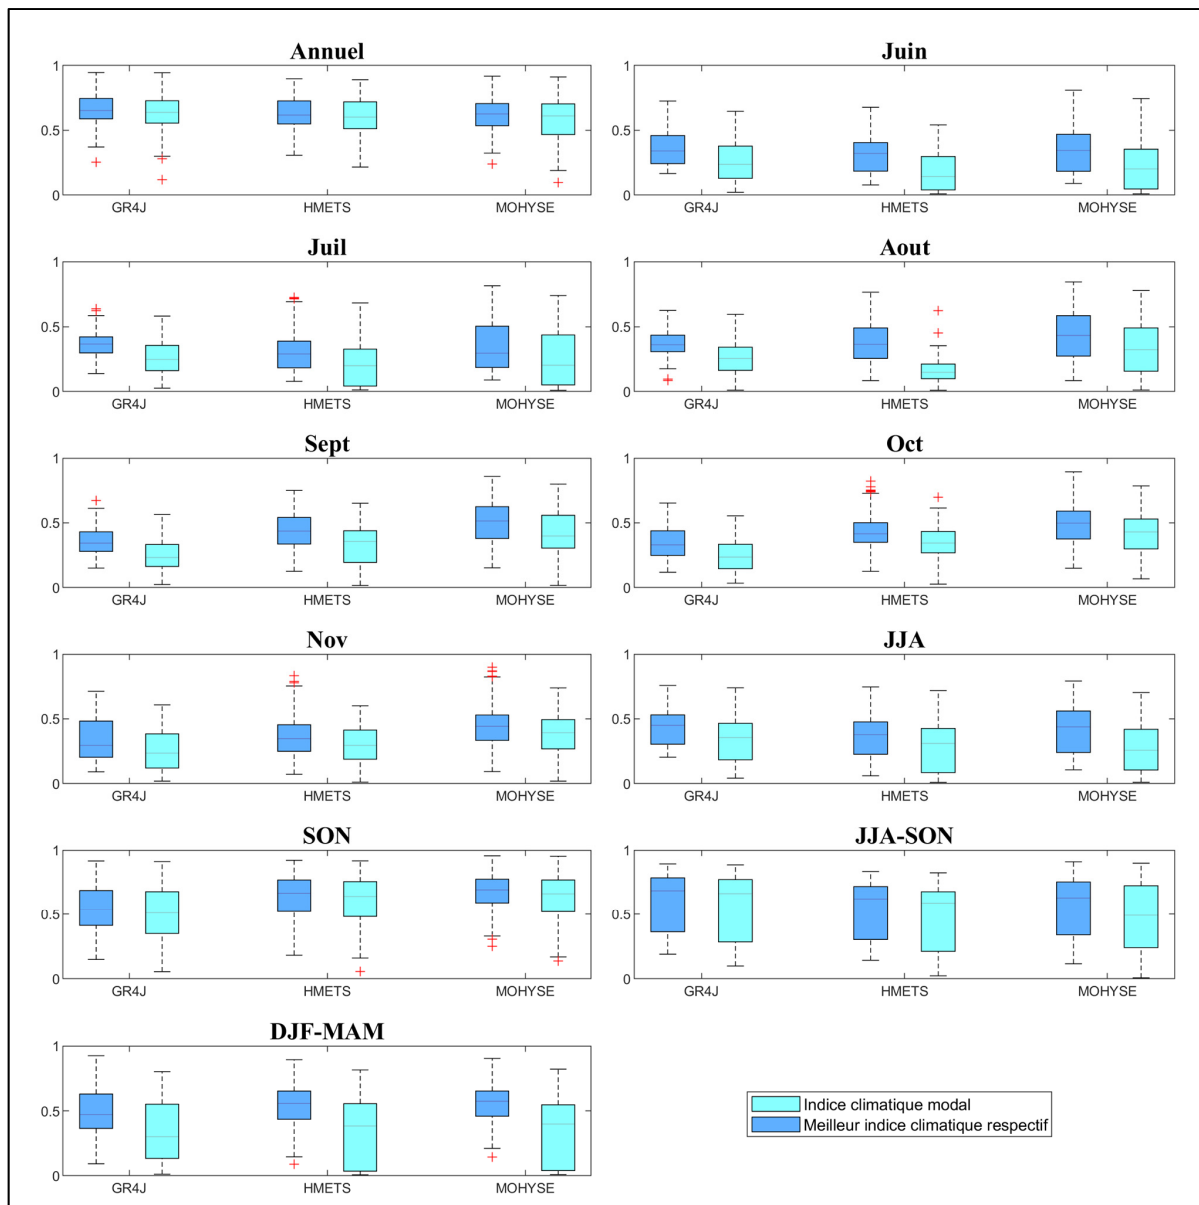 Annuel
1
0.5
0
GR4J HMETS MOHYSE
Juin
1
0.5
0
GR4J HMETS MOHYSE
Juil
1
0.5
0
GR4J HMETS MOHYSE
Aout
1
0.5
0
GR4J HMETS MOHYSE
Sept
1
0.5
0
GR4J HMETS MOHYSE
Oct
1
0.5
0
GR4J HMETS MOHYSE
Nov
1
0.5
0
GR4J HMETS MOHYSE
JJA
1
0.5
0
GR4J HMETS MOHYSE
SON
1
0.5
0
GR4J HMETS MOHYSE
JJA-SON
1
0.5
0
GR4J HMETS MOHYSE
DJF-MAM
1
0.5
0
GR4J HMETS MOHYSE
Indice climatique modal
Meilleur indice climatique respectif